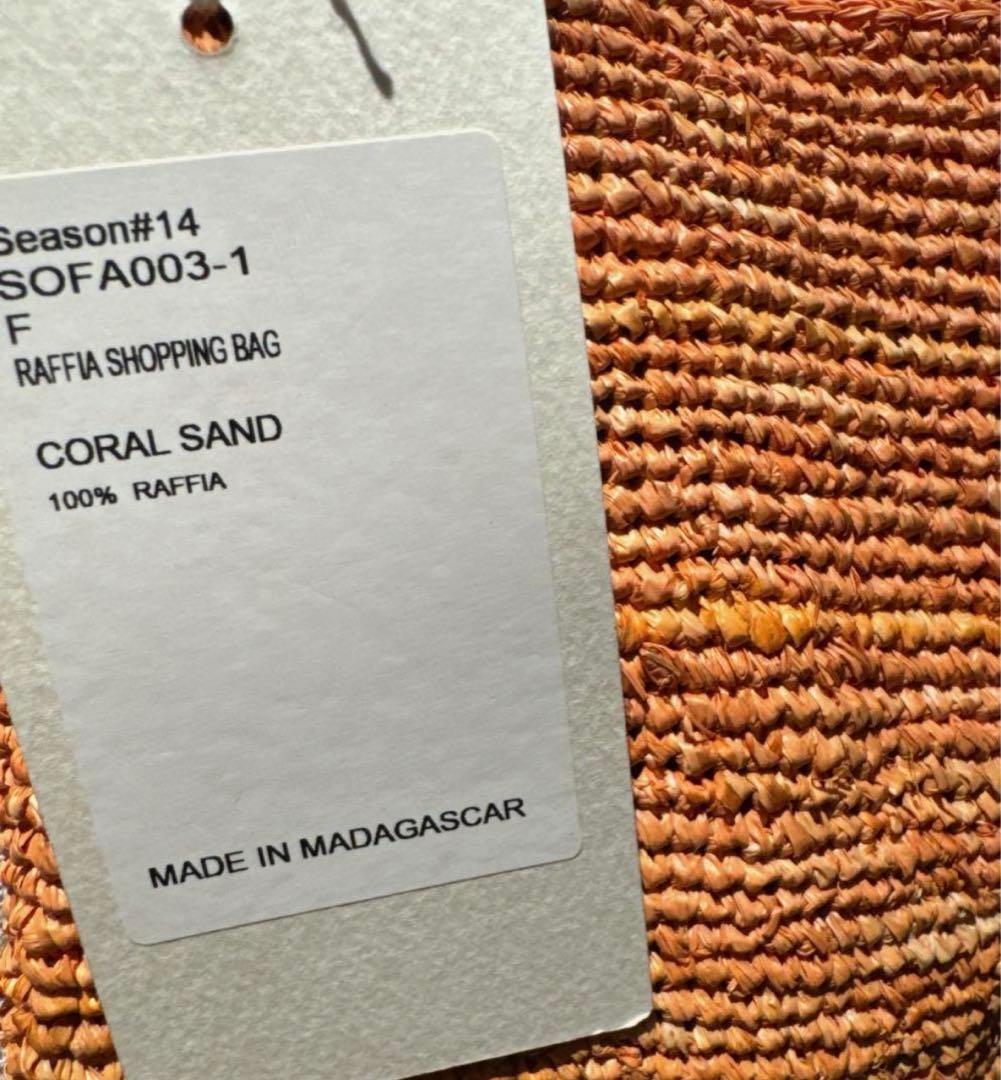 Season#14
SOFA003-1
F
RAFFIA SHOPPING BAG
CORAL SAND
100% RAFFIA
MADE IN MADAGASCAR